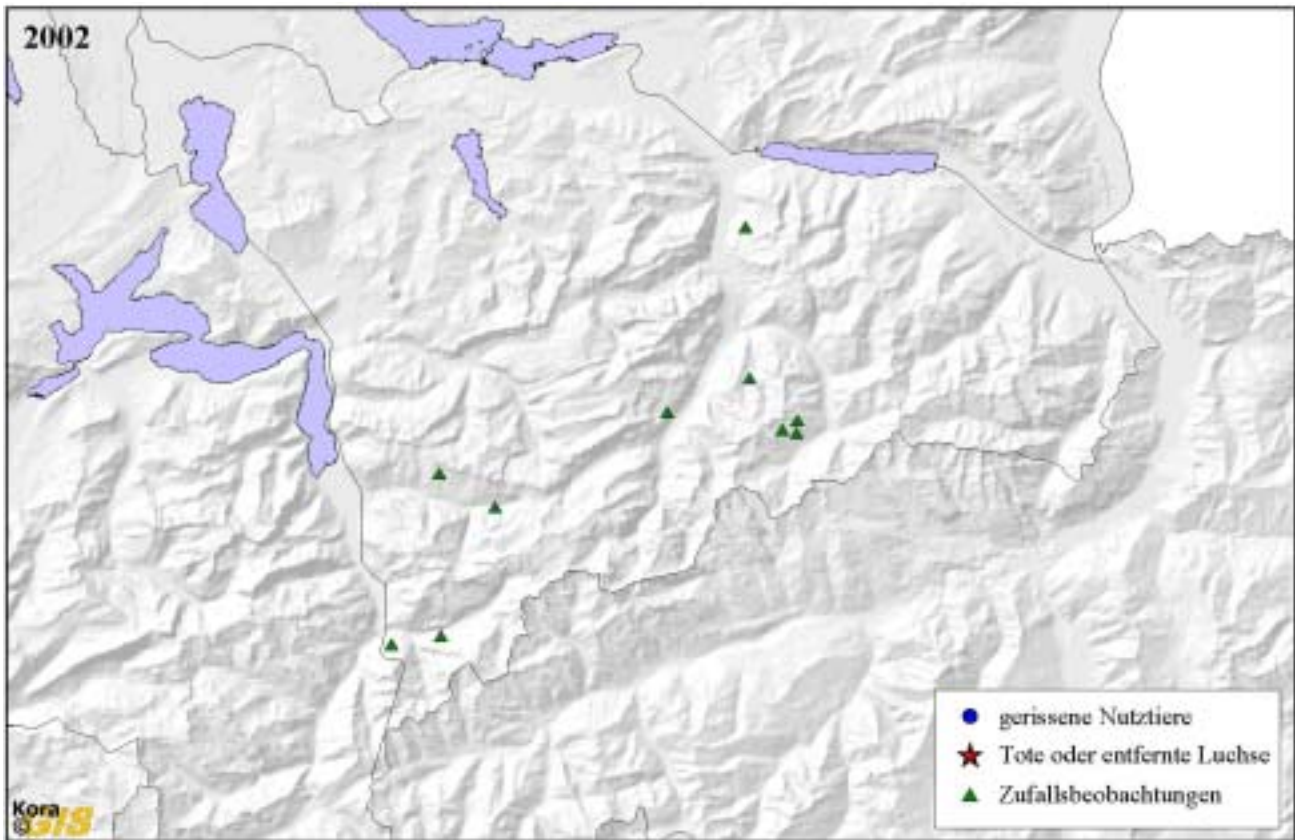 2002
gerissene Nutztiere
Tote oder entfernte Luchse
Zufallsbeobachtungen
Kora
© GIS